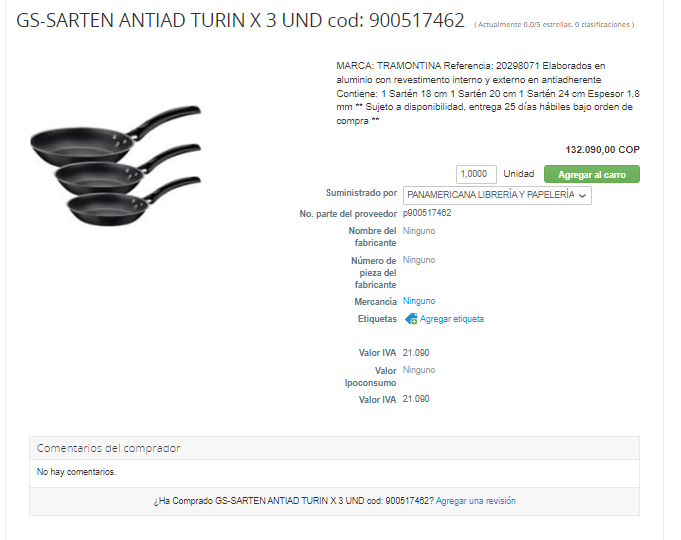 GS-SARTEN ANTIAD TURIN X 3 UND cod: 900517462 ( Actualmente 0.0/5 estrellas. 0 clasificaciones )
MARCA: TRAMONTINA Referencia: 20298071 Elaborados en
aluminio con revestimento interno y externo en antiadherente
Contiene: 1 Sartén 18 cm 1 Sartén 20 cm 1 Sartén 24 cm Espesor 1,8
mm ** Sujeto a disponibilidad, entrega 25 días hábiles bajo orden de
compra **
132.090,00 COP
1,0000 Unidad Agregar al carro
Suministrado por PANAMERICANA LIBRERÍA Y PAPELERÍA
No. parte del proveedor p900517462
Nombre del Ninguno
fabricante
Número de Ninguno
pieza del
fabricante
Mercancía Ninguno
Etiquetas Agregar etiqueta
Valor IVA 21.090
Valor Ninguno
Ipoconsumo
Valor IVA 21.090
Comentarios del comprador
No hay comentarios.
¿Ha Comprado GS-SARTEN ANTIAD TURIN X 3 UND cod: 900517462? Agregar una revisión